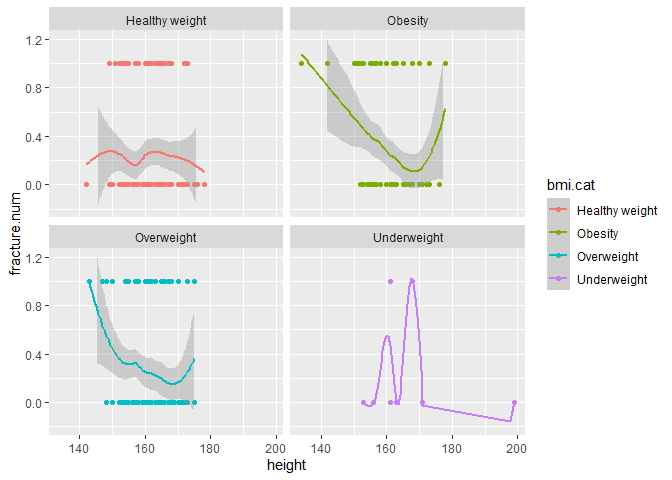 Healthy weight
Obesity
1.2
0.8
0.4
0.0
Overweight
Underweight
1.2
0.8
0.4
0.0
140
160
180
200
140
160
180
200
height
fracture.num
bmi.cat
Healthy weight
Obesity
Overweight
Underweight